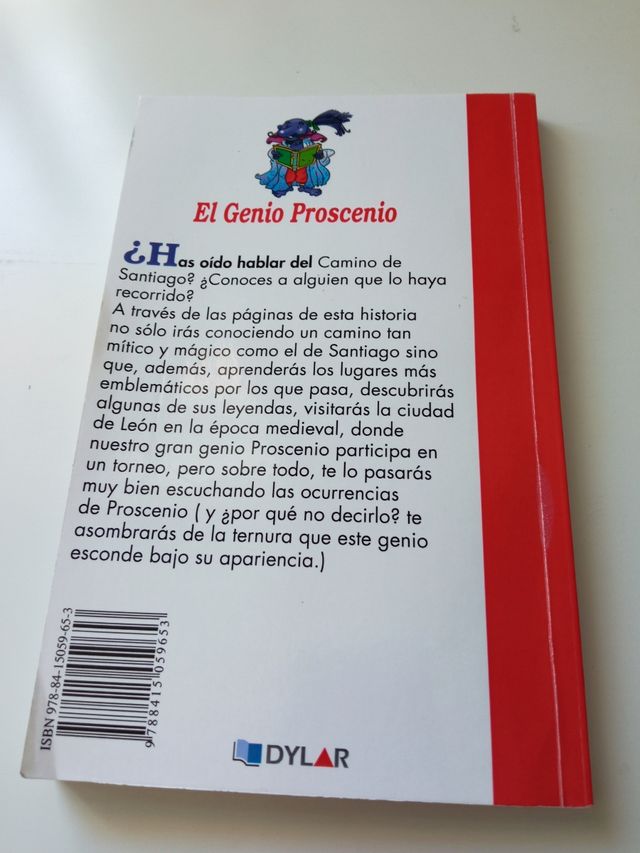 El Genio Proscenio
¿Has oído hablar del Camino de
Santiago? ¿Conoces a alguien que lo haya
recorrido?
A través de las páginas de esta historia
no sólo irás conociendo un camino tan
mítico y mágico como el de Santiago sino
que, además, aprenderás los lugares más
emblemáticos por los que pasa, descubrirás
algunas de sus leyendas, visitarás la ciudad
de León en la época medieval, donde
nuestro gran genio Proscenio participa en
un torneo, pero sobre todo, te lo pasarás
muy bien escuchando las ocurrencias
de Proscenio ( y ¿por qué no decirlo? te
asombrarás de la ternura que este genio
esconde bajo su apariencia.)
ISBN 978-84-15059-65-3
9788415059653
DYLAR